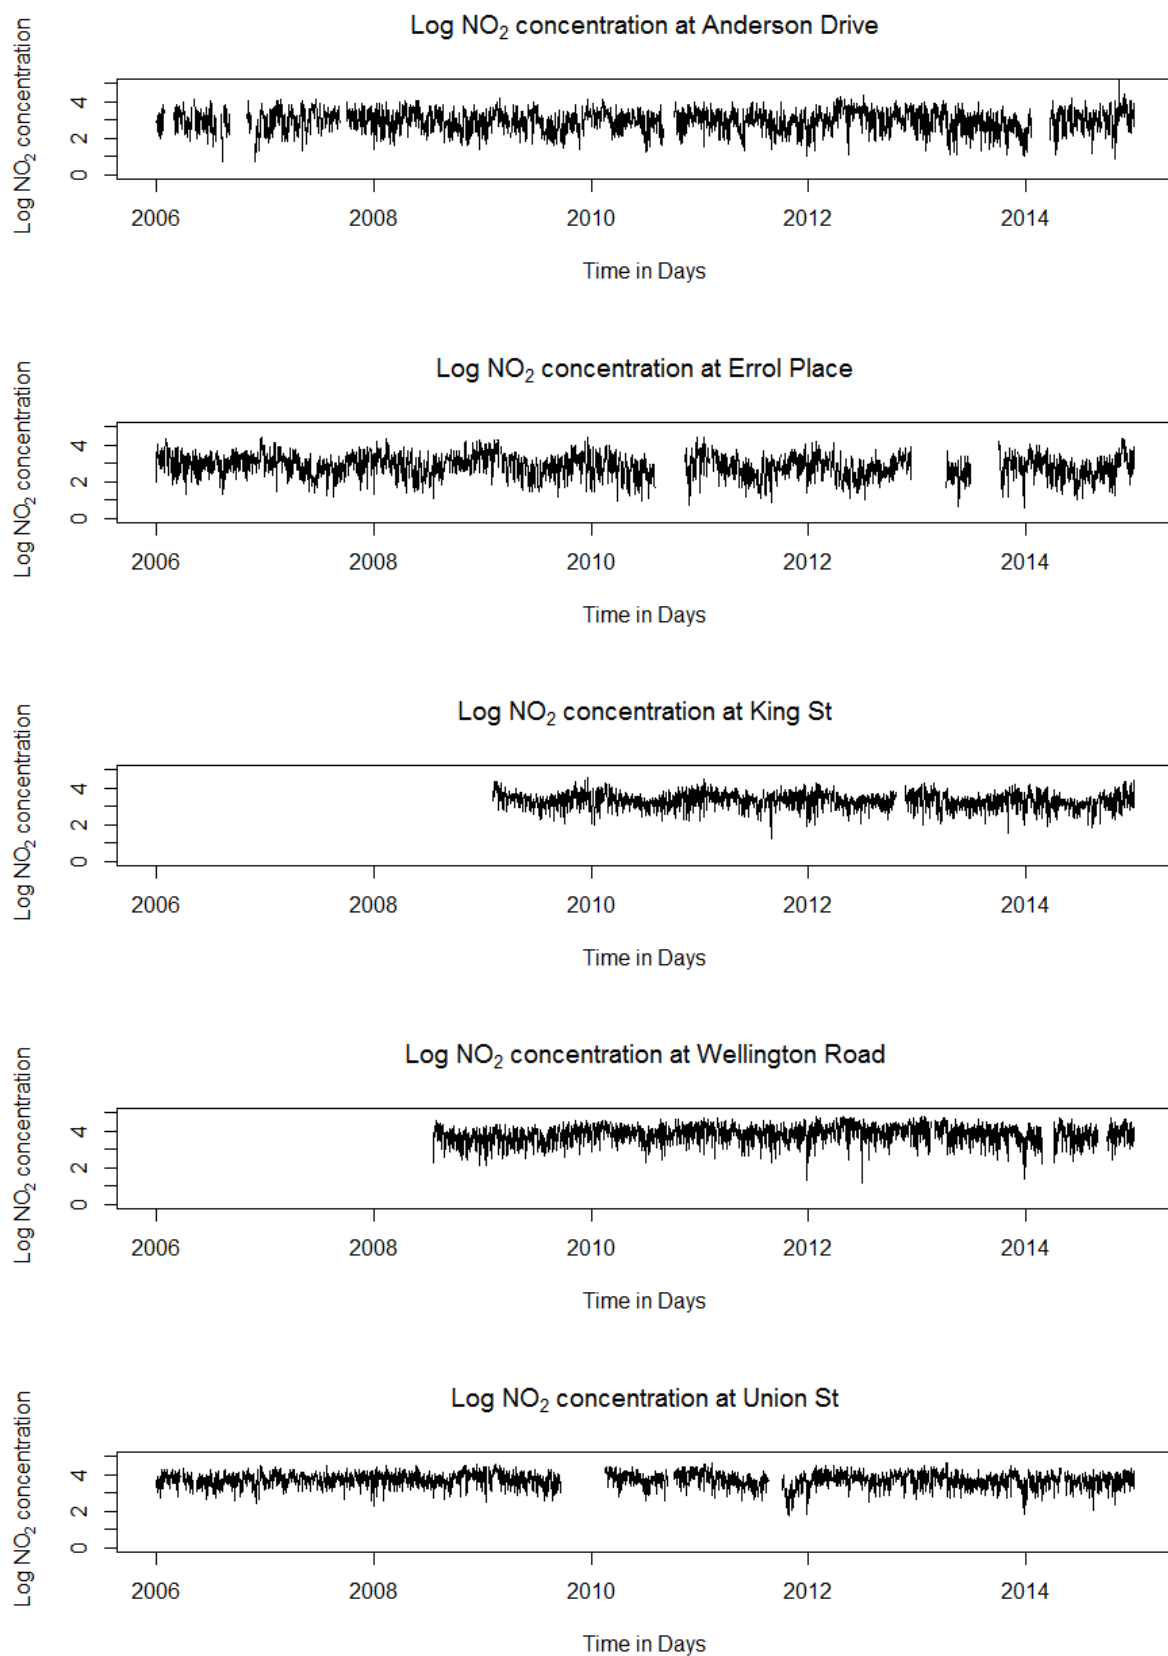 Log NO₂ concentration at Anderson Drive
Log NO₂ concentration
4
2
0
2006 2008 2010 2012 2014
Time in Days
Log NO₂ concentration at Errol Place
Log NO₂ concentration
4
2
0
2006 2008 2010 2012 2014
Time in Days
Log NO₂ concentration at King St
Log NO₂ concentration
4
2
0
2006 2008 2010 2012 2014
Time in Days
Log NO₂ concentration at Wellington Road
Log NO₂ concentration
4
2
0
2006 2008 2010 2012 2014
Time in Days
Log NO₂ concentration at Union St
Log NO₂ concentration
4
2
0
2006 2008 2010 2012 2014
Time in Days